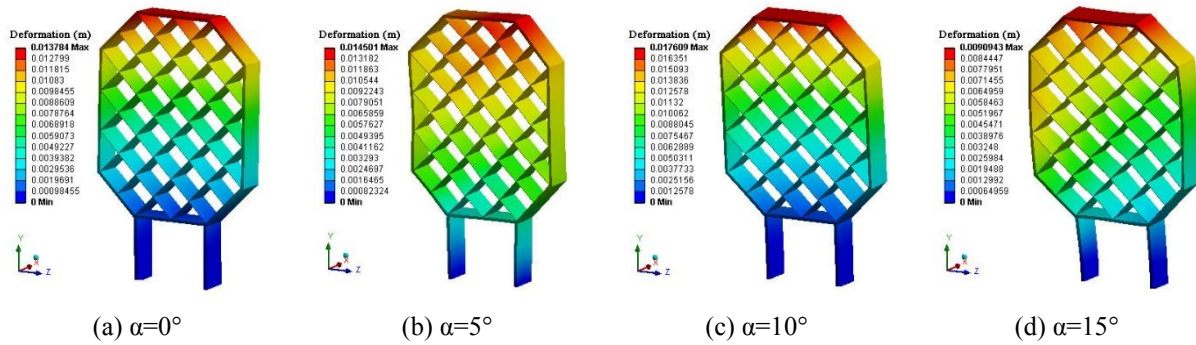 Deformation (m)
0.013784 Max
0.012799
0.011815
0.01083
0.0098455
0.0088609
0.0078764
0.0068918
0.0059073
0.0049227
0.0039382
0.0029536
0.0019691
0.00098455
0 Min
Y
X
Z
(a) α=0°
Deformation (m)
0.014501 Max
0.013182
0.011863
0.010544
0.0092243
0.0079051
0.0065859
0.0057627
0.0049395
0.0041162
0.003293
0.0024697
0.0016465
0.00082324
0 Min
Y
X
Z
(b) α=5°
Deformation (m)
0.017609 Max
0.016351
0.015093
0.013836
0.012578
0.01132
0.010062
0.0088045
0.0075467
0.0062889
0.0050311
0.0037733
0.0025156
0.0012578
0 Min
Y
X
Z
(c) α=10°
Deformation (m)
0.0090943 Max
0.0084447
0.0077951
0.0071455
0.0064959
0.0058463
0.0051967
0.0045471
0.0038976
0.003248
0.0025984
0.0019488
0.0012992
0.00064959
0 Min
Y
X
Z
(d) α=15°